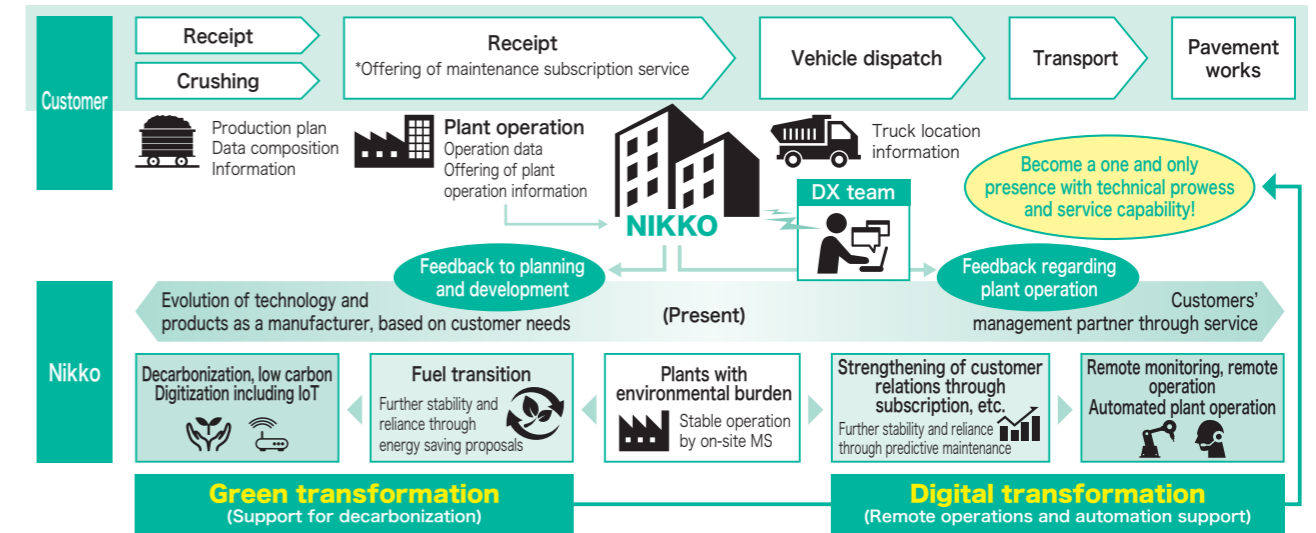 Customer
Receipt
Crushing
Receipt
*Offering of maintenance subscription service
Vehicle dispatch
Transport
Pavement
works
Production plan
Data composition
Information
Plant operation
Operation data
Offering of plant
operation information
Truck location
information
NIKKO
DX team
Become a one and only
presence with technical prowess
and service capability!
Feedback to planning
and development
Feedback regarding
plant operation
Nikko
Evolution of technology and
products as a manufacturer, based on customer needs
(Present)
Customers'
management partner through service
Decarbonization, low carbon
Digitization including IoT
Fuel transition
Further stability and
reliance through
energy saving proposals
Plants with
environmental burden
Stable operation
by on-site MS
Strengthening of customer
relations through
subscription, etc.
Further stability and reliance
through predictive maintenance
Remote monitoring, remote
operation
Automated plant operation
Green transformation
(Support for decarbonization)
Digital transformation
(Remote operations and automation support)